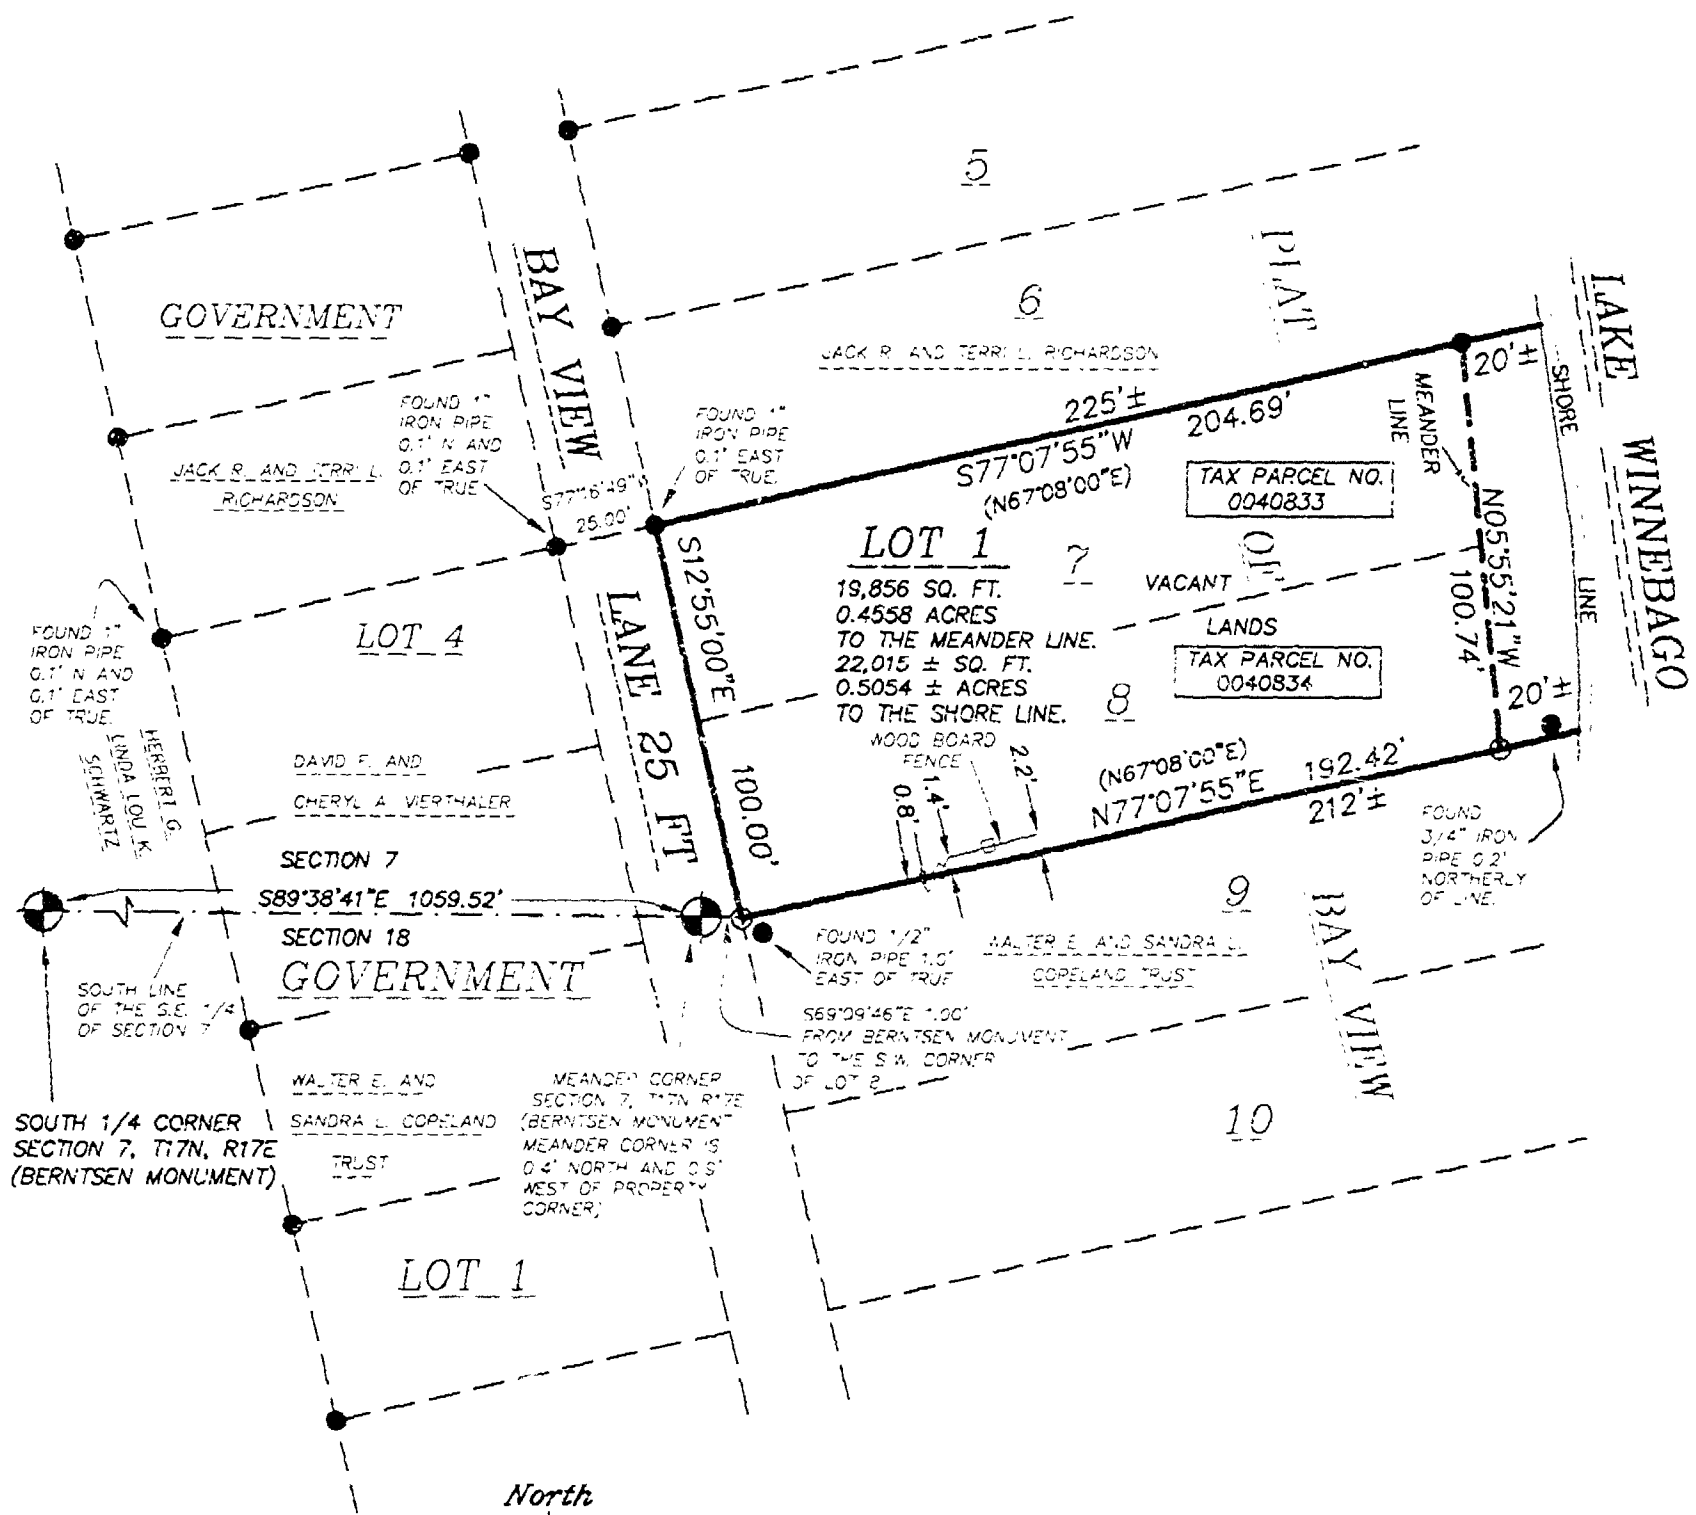 5
PLAT
6
JACK R. AND TERRI L. RICHARDSON
LAKE WINNEBAGO
SHORE LINE
20'±
MEANDER
LINE
BAY VIEW
LANE 25 FT
GOVERNMENT
FOUND 1"
IRON PIPE
0.1' N AND
0.1' EAST
OF TRUE
FOUND 1"
IRON PIPE
0.1' EAST
OF TRUE.
JACK R. AND TERRI L.
RICHARDSON
25.00'
225'±
204.69'
S77°07'55"W
(N67°08'00"E)
TAX PARCEL NO.
0040833
N05°55'21"W
100.74'
S12°55'00"E
100.00'
LOT 1
19,856 SQ. FT.
0.4558 ACRES
TO THE MEANDER LINE.
22,015 ± SQ. FT.
0.5054 ± ACRES
TO THE SHORE LINE.
7
OF
VACANT
LANDS
TAX PARCEL NO.
0040834
8
20'±
FOUND 1"
IRON PIPE
0.1' N AND
0.1' EAST
OF TRUE.
LOT 4
HERBERT G.
LINDA LOU K.
SCHWARTZ
DAVID F. AND
CHERYL A. VIERTHALER
WOOD BOARD
FENCE
0.8'
1.4'
2.2'
(N67°08'00"E)
N77°07'55"E
192.42'
212'±
FOUND
3/4" IRON
PIPE 0.2'
NORTHERLY
OF LINE.
SECTION 7
S89°38'41"E 1059.52'
SECTION 18
GOVERNMENT
9
BAY VIEW
FOUND 1/2"
IRON PIPE 1.0'
EAST OF TRUE
WALTER E. AND SANDRA L.
COPELAND TRUST
SOUTH LINE
OF THE S.E. 1/4
OF SECTION 7
S69°09'46"E 1.00'
FROM BERNTSEN MONUMENT
TO THE S.W. CORNER
OF LOT 8
WALTER E. AND
SANDRA L. COPELAND
TRUST
MEANDER CORNER
SECTION 7, T17N R17E
(BERNTSEN MONUMENT
MEANDER CORNER IS
0.4' NORTH AND 0.9'
WEST OF PROPERTY
CORNER)
SOUTH 1/4 CORNER
SECTION 7, T17N, R17E
(BERNTSEN MONUMENT)
10
LOT 1
North